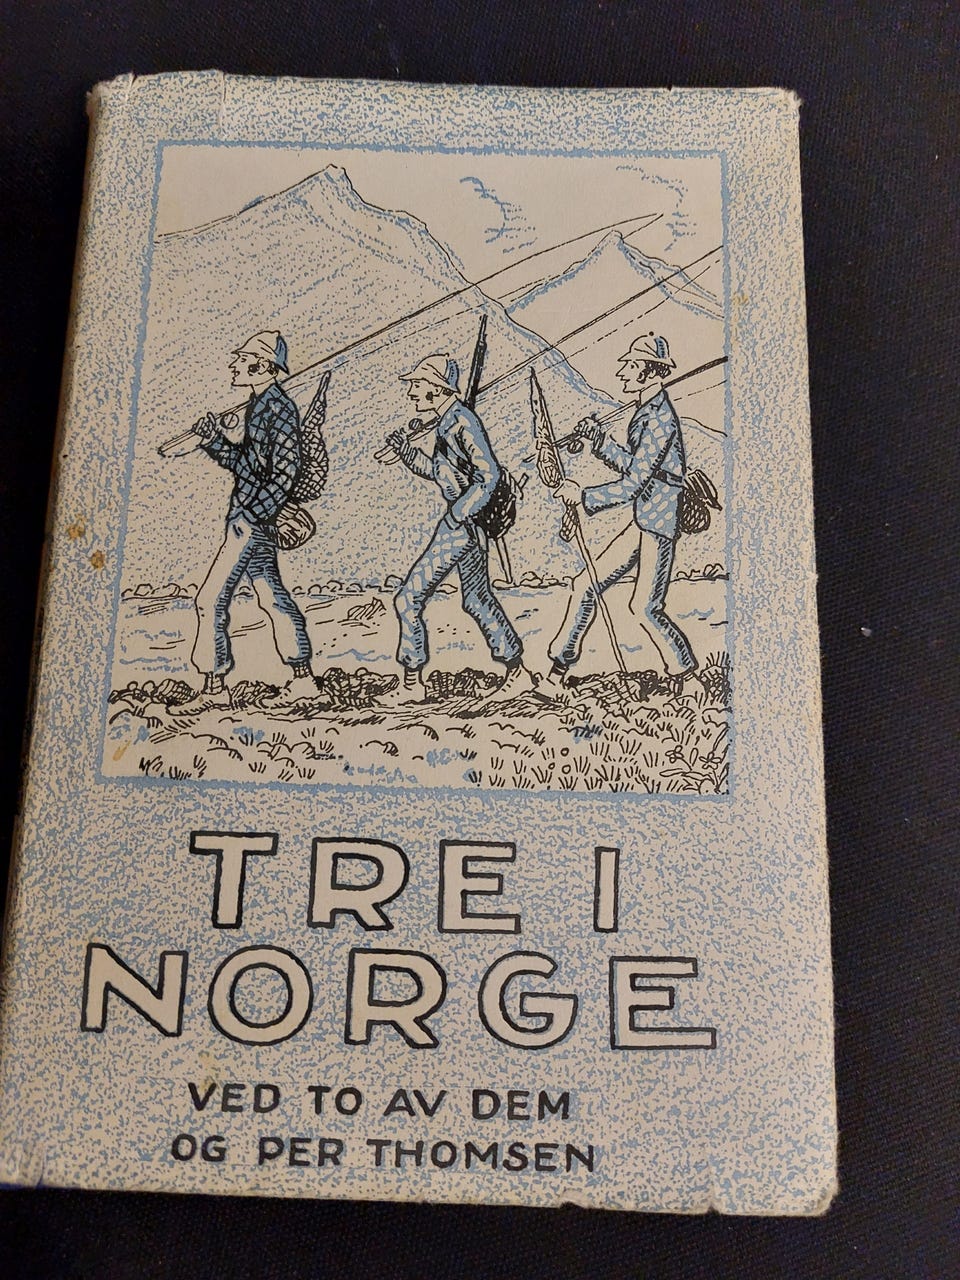 TRE I
NORGE
VED TO AV DEM
OG PER THOMSEN